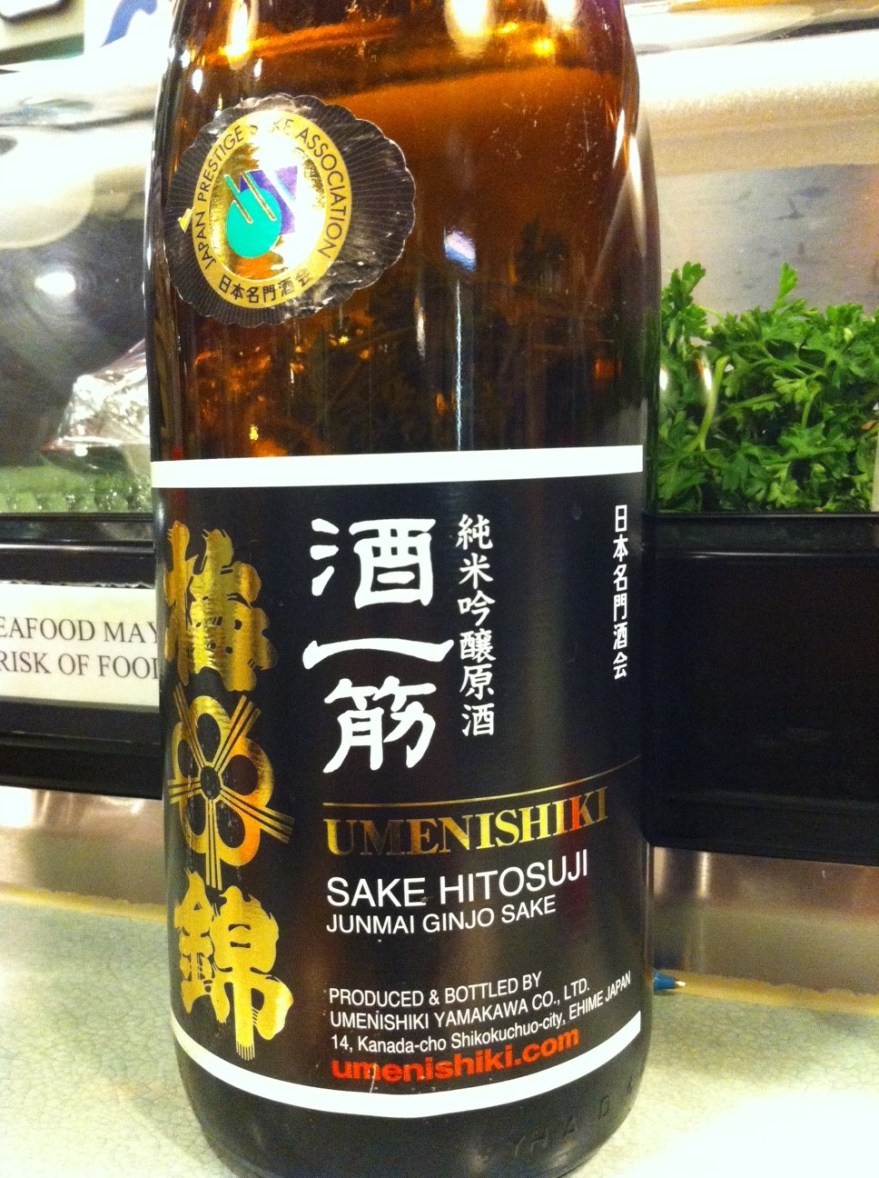 JAPAN PRESTIGE SAKE ASSOCIATION
日本名門酒会
日本名門酒会
純米吟醸原酒
酒一筋
梅錦
UMENISHIKI
SAKE HITOSUJI
JUNMAI GINJO SAKE
PRODUCED & BOTTLED BY
UMENISHIKI YAMAKAWA CO., LTD.
14, Kanada-cho Shikokuchuo-city, EHIME JAPAN
umenishiki.com
EAFOOD MAY
RISK OF FOO